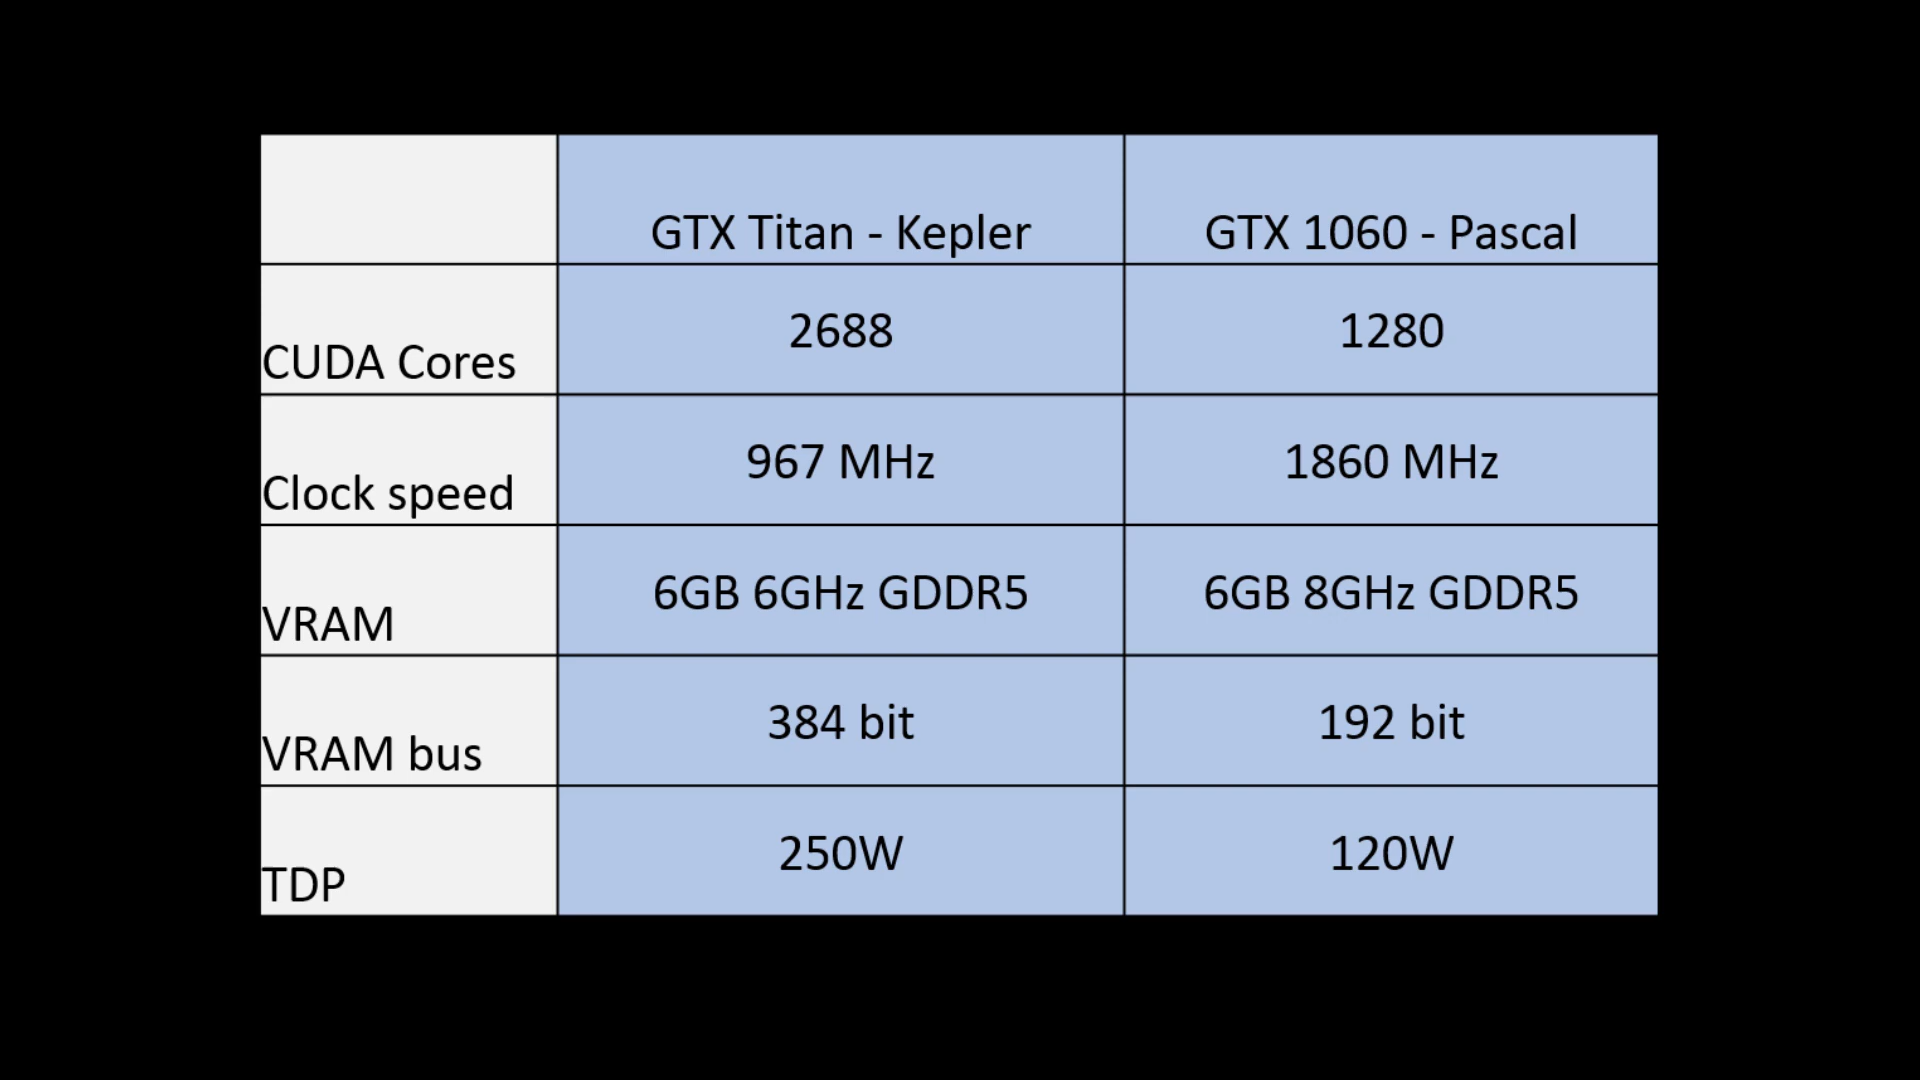 GTX Titan - Kepler GTX 1060 - Pascal
CUDA Cores 2688 1280
Clock speed 967 MHz 1860 MHz
VRAM 6GB 6GHz GDDR5 6GB 8GHz GDDR5
VRAM bus 384 bit 192 bit
TDP 250W 120W